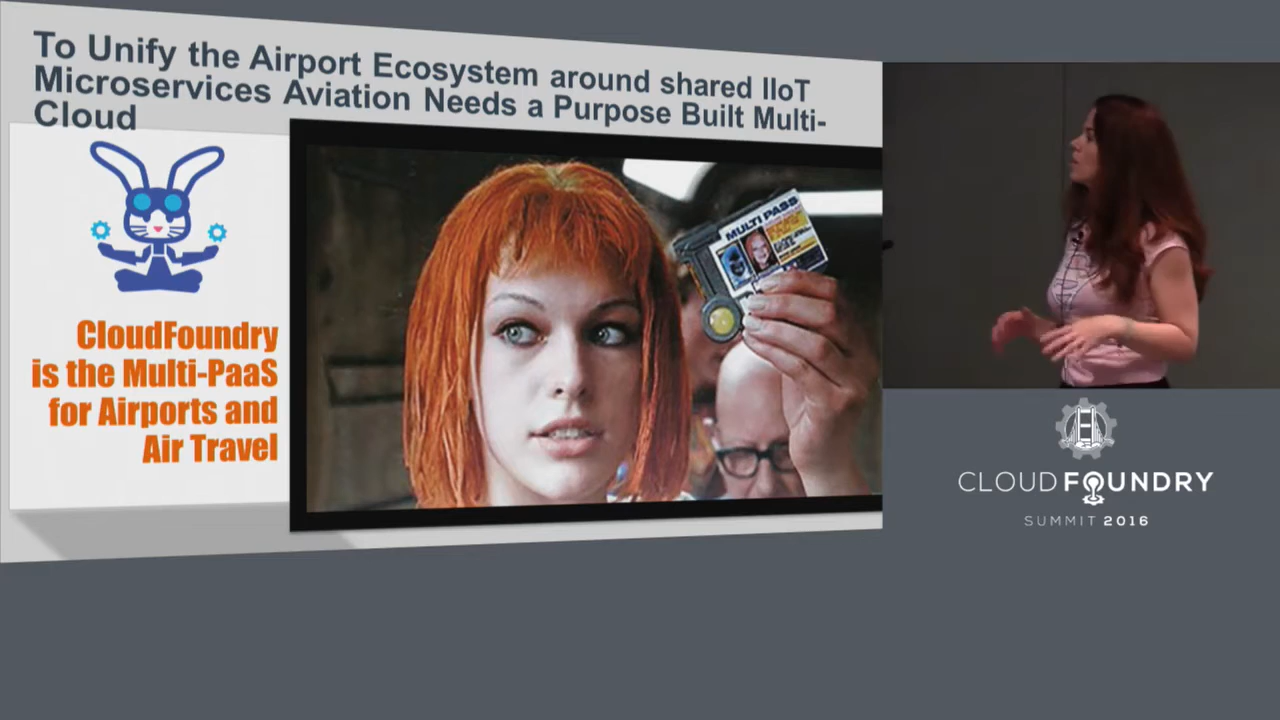 To Unify the Airport Ecosystem around shared IIoT
Microservices Aviation Needs a Purpose Built Multi-
Cloud
CloudFoundry
is the Multi-PaaS
for Airports and
Air Travel
MULTI PASS
CLOUD FOUNDRY
SUMMIT 2016